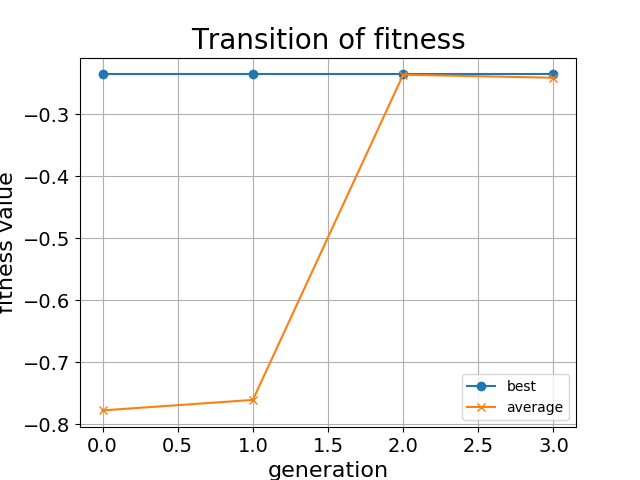 Transition of fitness
fitness value
−0.3
−0.4
−0.5
−0.6
−0.7
−0.8
0.0 0.5 1.0 1.5 2.0 2.5 3.0
generation
best
average